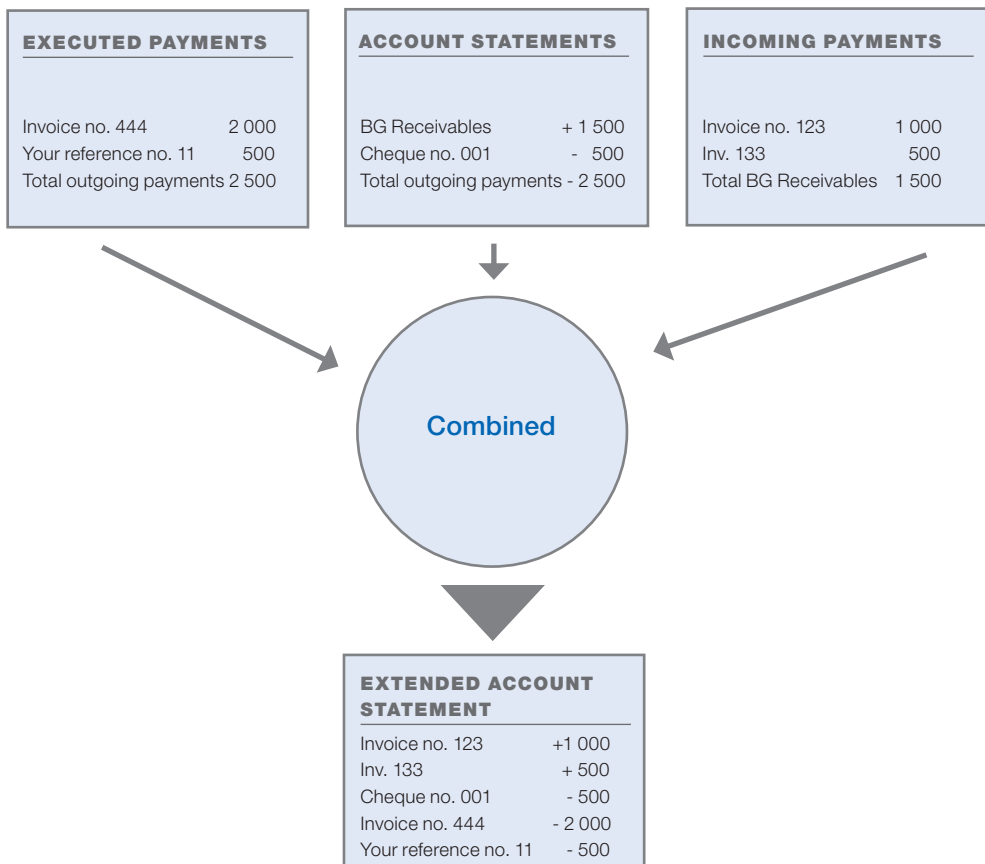 EXECUTED PAYMENTS
Invoice no. 444 2 000
Your reference no. 11 500
Total outgoing payments 2 500
ACCOUNT STATEMENTS
BG Receivables + 1 500
Cheque no. 001 - 500
Total outgoing payments - 2 500
INCOMING PAYMENTS
Invoice no. 123 1 000
Inv. 133 500
Total BG Receivables 1 500
Combined
EXTENDED ACCOUNT
STATEMENT
Invoice no. 123 +1 000
Inv. 133 + 500
Cheque no. 001 - 500
Invoice no. 444 - 2 000
Your reference no. 11 - 500